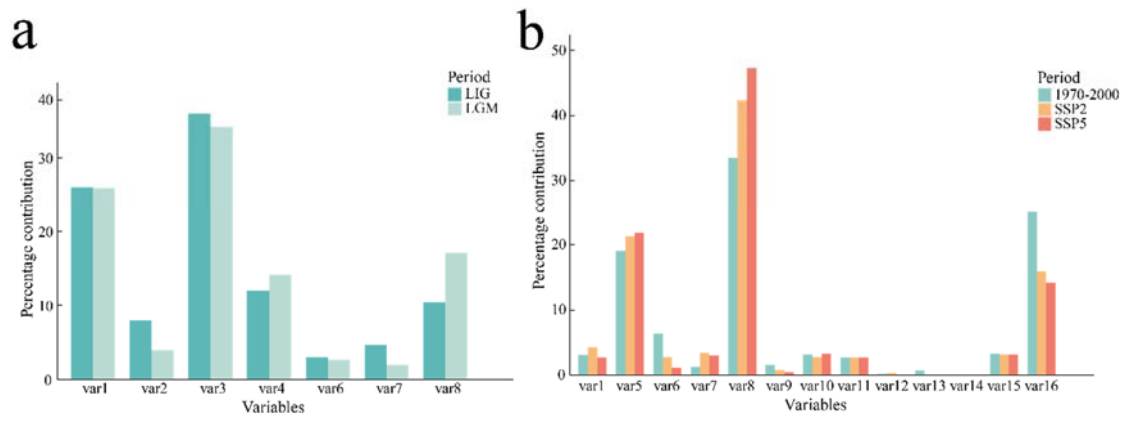 a
Period
LIG
LGM
Percentage contribution
40
30
20
10
0
var1 var2 var3 var4 var6 var7 var8
Variables
b
Period
1970-2000
SSP2
SSP5
Percentage contribution
50
40
30
20
10
0
var1 var5 var6 var7 var8 var9 var10 var11 var12 var13 var14 var15 var16
Variables